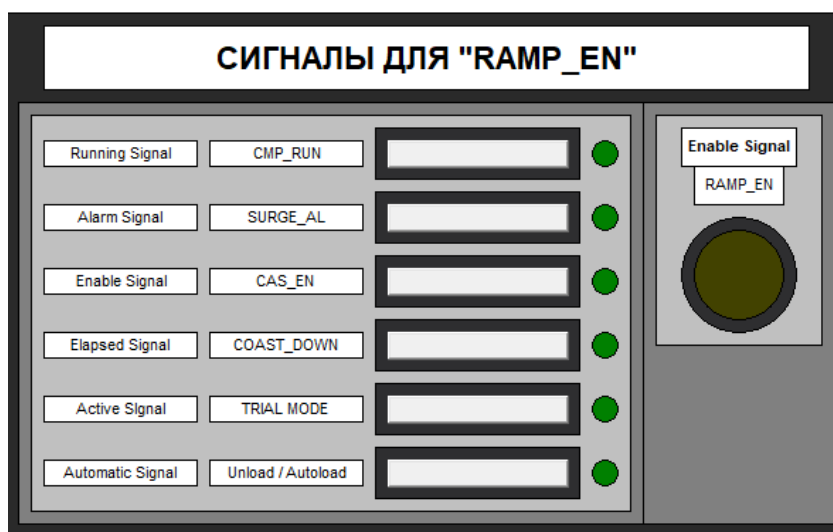 СИГНАЛЫ ДЛЯ "RAMP_EN"
Running Signal CMP_RUN
Alarm Signal SURGE_AL
Enable Signal CAS_EN
Elapsed Signal COAST_DOWN
Active SIgnal TRIAL MODE
Automatic Signal Unload / Autoload
Enable Signal
RAMP_EN